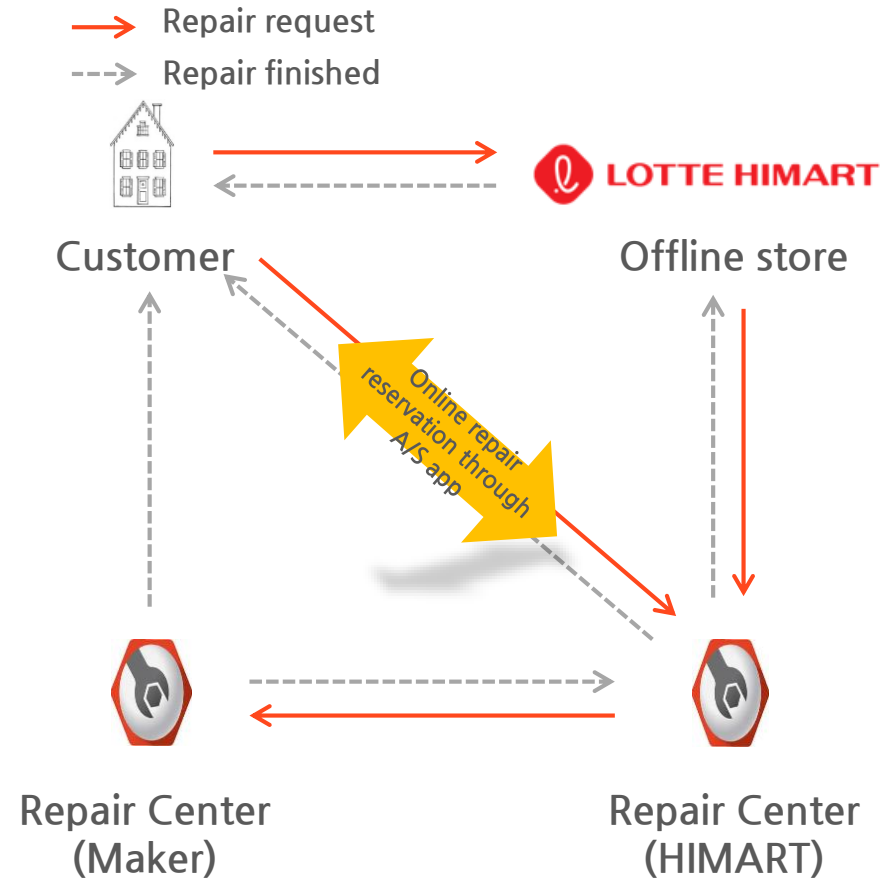 Repair request
Repair finished
LOTTE HIMART
Customer
Offline store
Online repair
reservation through
A/S app
Repair Center
(Maker)
Repair Center
(HIMART)